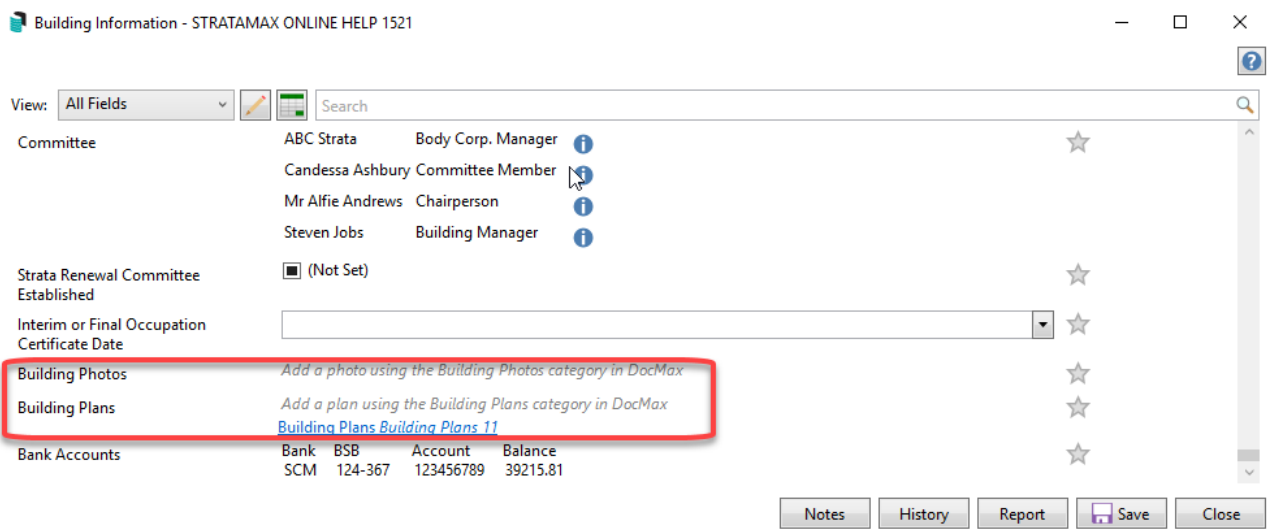 Building Information - STRATAMAX ONLINE HELP 1521
?
View: All Fields Search
Committee ABC Strata Body Corp. Manager i
Candessa Ashbury Committee Member i
Mr Alfie Andrews Chairperson i
Steven Jobs Building Manager i
Strata Renewal Committee (Not Set)
Established
Interim or Final Occupation
Certificate Date
Building Photos Add a photo using the Building Photos category in DocMax
Building Plans Add a plan using the Building Plans category in DocMax
Building Plans Building Plans 11
Bank Accounts Bank BSB Account Balance
SCM 124-367 123456789 39215.81
Notes History Report Save Close